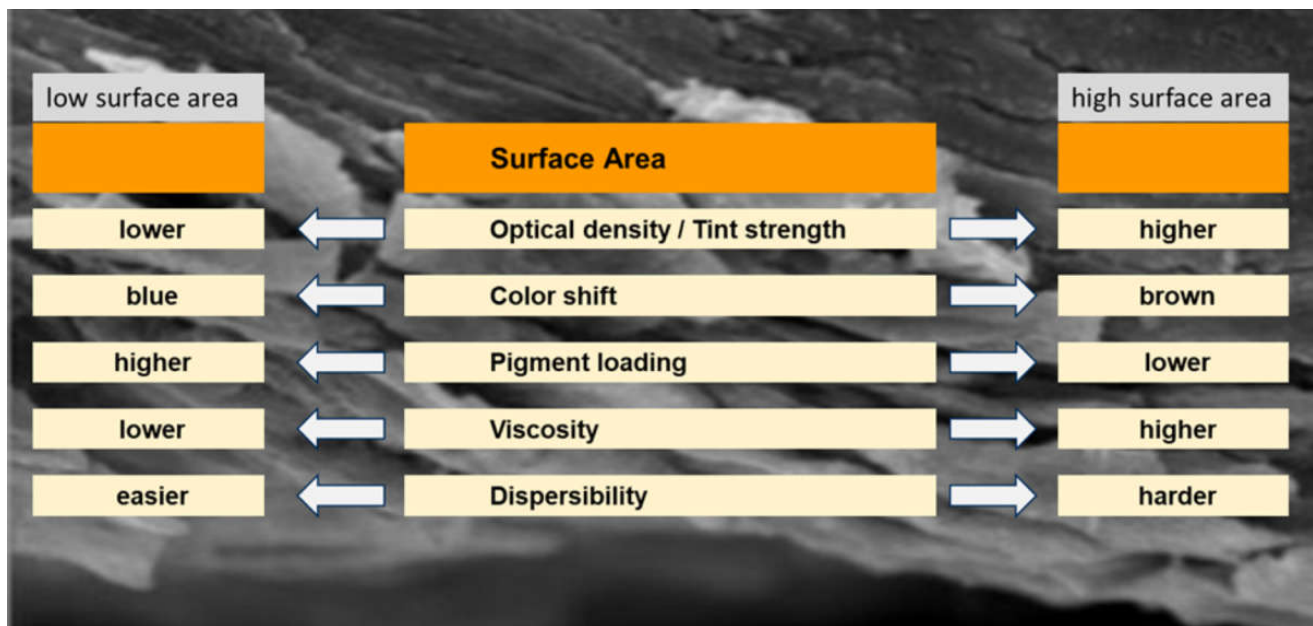 low surface area
high surface area
Surface Area
lower
Optical density / Tint strength
higher
blue
Color shift
brown
higher
Pigment loading
lower
lower
Viscosity
higher
easier
Dispersibility
harder